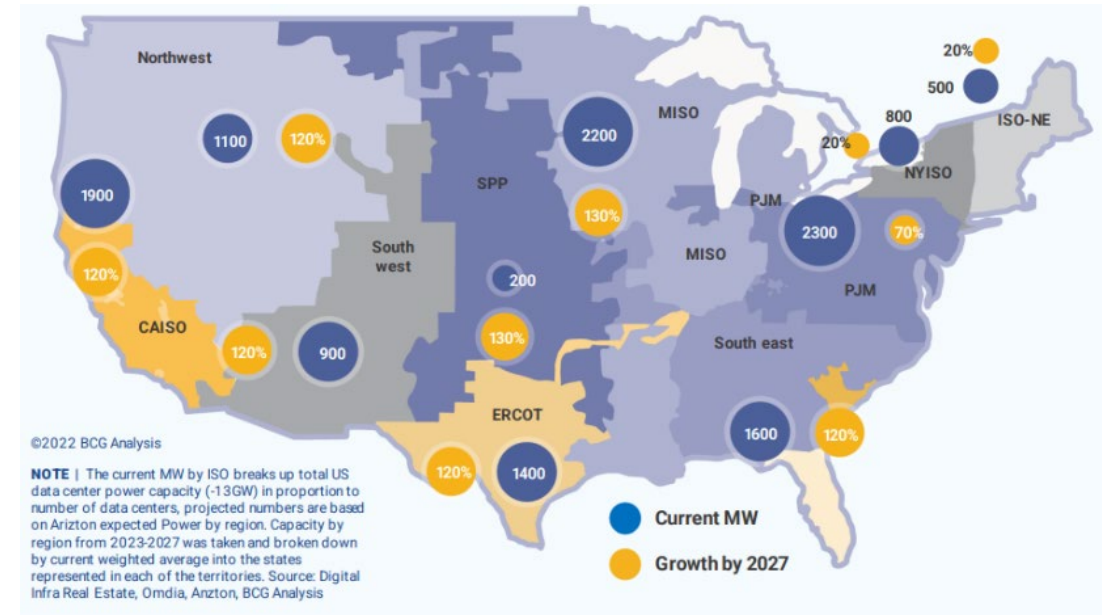 Northwest
1100
120%
1900
120%
CAISO
120%
900
South
west
SPP
200
130%
MISO
2200
130%
MISO
PJM
2300
70%
PJM
20%
500
800
20%
ISO-NE
NYISO
South east
1600
120%
ERCOT
120%
1400
©2022 BCG Analysis
NOTE | The current MW by ISO breaks up total US
data center power capacity (-13GW) in proportion to
number of data centers, projected numbers are based
on Arizton expected Power by region. Capacity by
region from 2023-2027 was taken and broken down
by current weighted average into the states
represented in each of the territories. Source: Digital
Infra Real Estate, Omdia, Anzton, BCG Analysis
Current MW
Growth by 2027